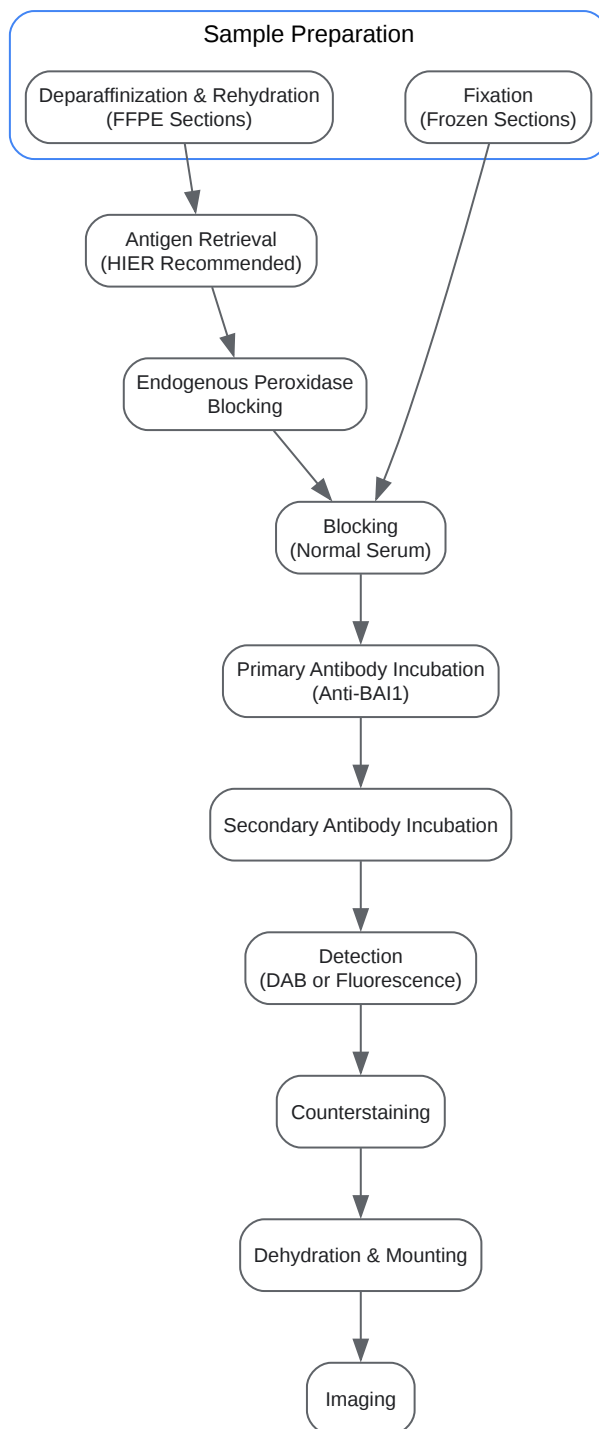 Sample Preparation
Deparaffinization & Rehydration
(FFPE Sections)
Fixation
(Frozen Sections)
Antigen Retrieval
(HIER Recommended)
Endogenous Peroxidase
Blocking
Blocking
(Normal Serum)
Primary Antibody Incubation
(Anti-BAI1)
Secondary Antibody Incubation
Detection
(DAB or Fluorescence)
Counterstaining
Dehydration & Mounting
Imaging